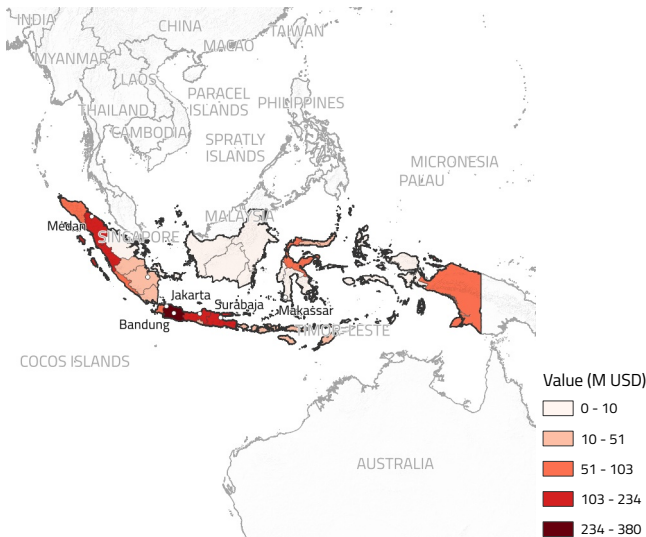 INDIA
CHINA
TAIWAN
MACAO
MYANMAR
LAOS
PARACEL
ISLANDS
PHILIPPINES
THAILAND
CAMBODIA
SPRATLY
ISLANDS
MICRONESIA
PALAU
MALAYSIA
Medan
SINGAPORE
Jakarta
Surabaja
Makassar
Bandung
TIMOR-LESTE
COCOS ISLANDS
AUSTRALIA
Value (M USD)
0 - 10
10 - 51
51 - 103
103 - 234
234 - 380